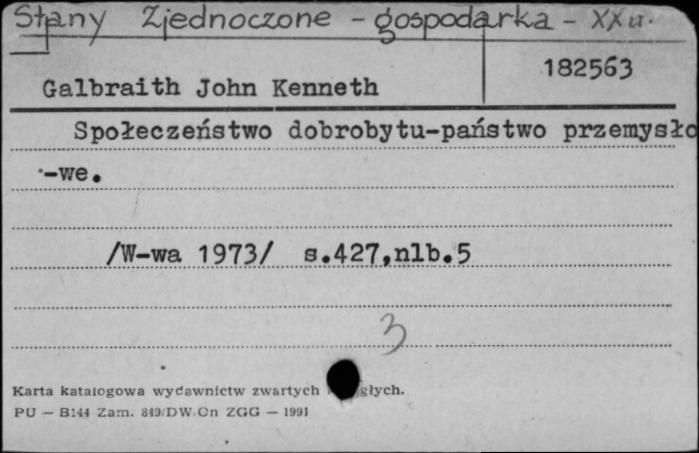 Stany Zjednoczone - gospodarka - XX w.
182563
Galbraith John Kenneth
Społeczeństwo dobrobytu-państwo przemysło
-we.
/W-wa 1973/ s.427,nlb.5
3
Karta katalogowa wydawnictw zwartych głych.
PU — B144 Zam. 849/DW/On ZGG — 1991